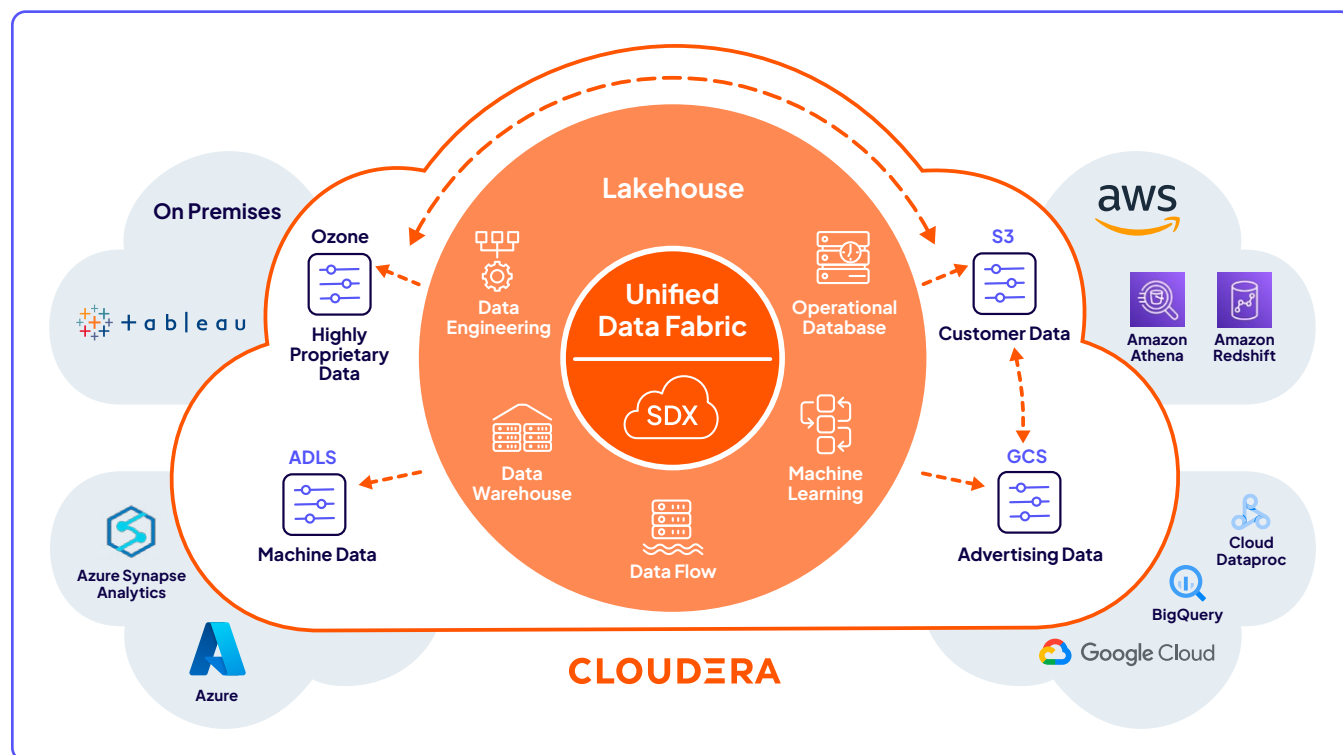 Lakehouse
On Premises
Ozone
Highly
Proprietary
Data
+ableau
ADLS
Machine Data
Azure Synapse
Analytics
Azure
Data
Engineering
Unified
Data Fabric
SDX
Operational
Database
Data
Warehouse
Machine
Learning
Data Flow
S3
Customer Data
GCS
Advertising Data
aws
Amazon
Athena
Amazon
Redshift
Cloud
Dataproc
BigQuery
Google Cloud
CLOUDERA